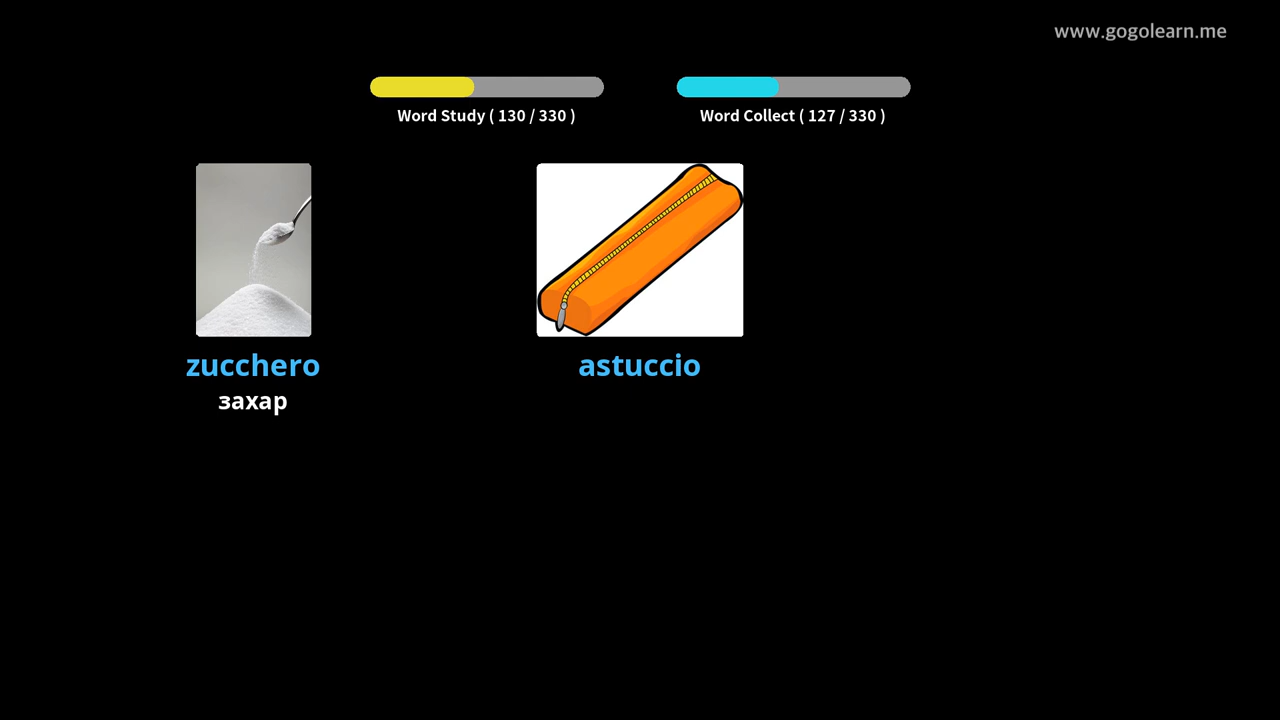 www.gogolearn.me
Word Study ( 130 / 330 )
Word Collect ( 127 / 330 )
zucchero
astuccio
захар